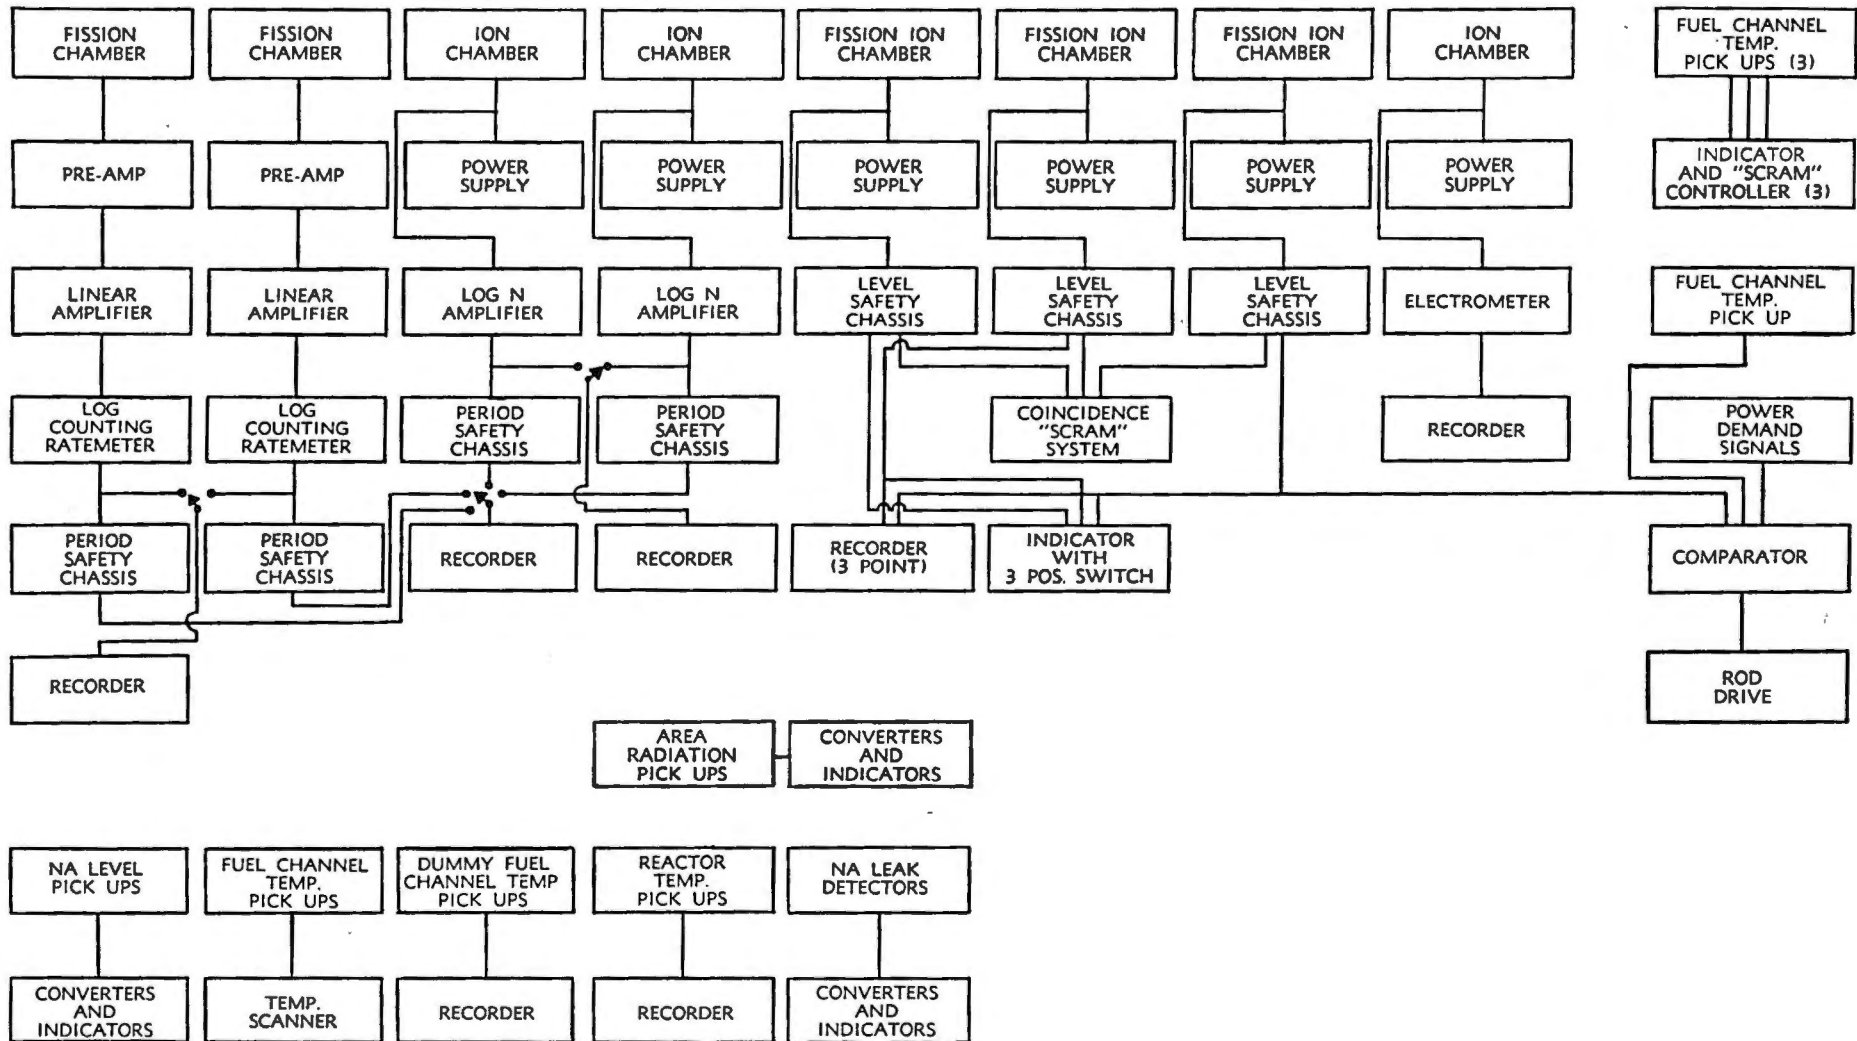 FISSION
CHAMBER
FISSION
CHAMBER
ION
CHAMBER
ION
CHAMBER
FISSION ION
CHAMBER
FISSION ION
CHAMBER
FISSION ION
CHAMBER
ION
CHAMBER
FUEL CHANNEL
TEMP.
PICK UPS (3)
PRE-AMP
PRE-AMP
POWER
SUPPLY
POWER
SUPPLY
POWER
SUPPLY
POWER
SUPPLY
POWER
SUPPLY
POWER
SUPPLY
INDICATOR
AND "SCRAM"
CONTROLLER (3)
LINEAR
AMPLIFIER
LINEAR
AMPLIFIER
LOG N
AMPLIFIER
LOG N
AMPLIFIER
LEVEL
SAFETY
CHASSIS
LEVEL
SAFETY
CHASSIS
LEVEL
SAFETY
CHASSIS
ELECTROMETER
FUEL CHANNEL
TEMP.
PICK UP
LOG
COUNTING
RATEMETER
LOG
COUNTING
RATEMETER
PERIOD
SAFETY
CHASSIS
PERIOD
SAFETY
CHASSIS
COINCIDENCE
"SCRAM"
SYSTEM
RECORDER
POWER
DEMAND
SIGNALS
PERIOD
SAFETY
CHASSIS
PERIOD
SAFETY
CHASSIS
RECORDER
RECORDER
RECORDER
(3 POINT)
INDICATOR
WITH
3 POS. SWITCH
COMPARATOR
RECORDER
ROD
DRIVE
AREA
RADIATION
PICK UPS
CONVERTERS
AND
INDICATORS
NA LEVEL
PICK UPS
FUEL CHANNEL
TEMP.
PICK UPS
DUMMY FUEL
CHANNEL TEMP
PICK UPS
REACTOR
TEMP.
PICK UPS
NA LEAK
DETECTORS
CONVERTERS
AND
INDICATORS
TEMP.
SCANNER
RECORDER
RECORDER
CONVERTERS
AND
INDICATORS